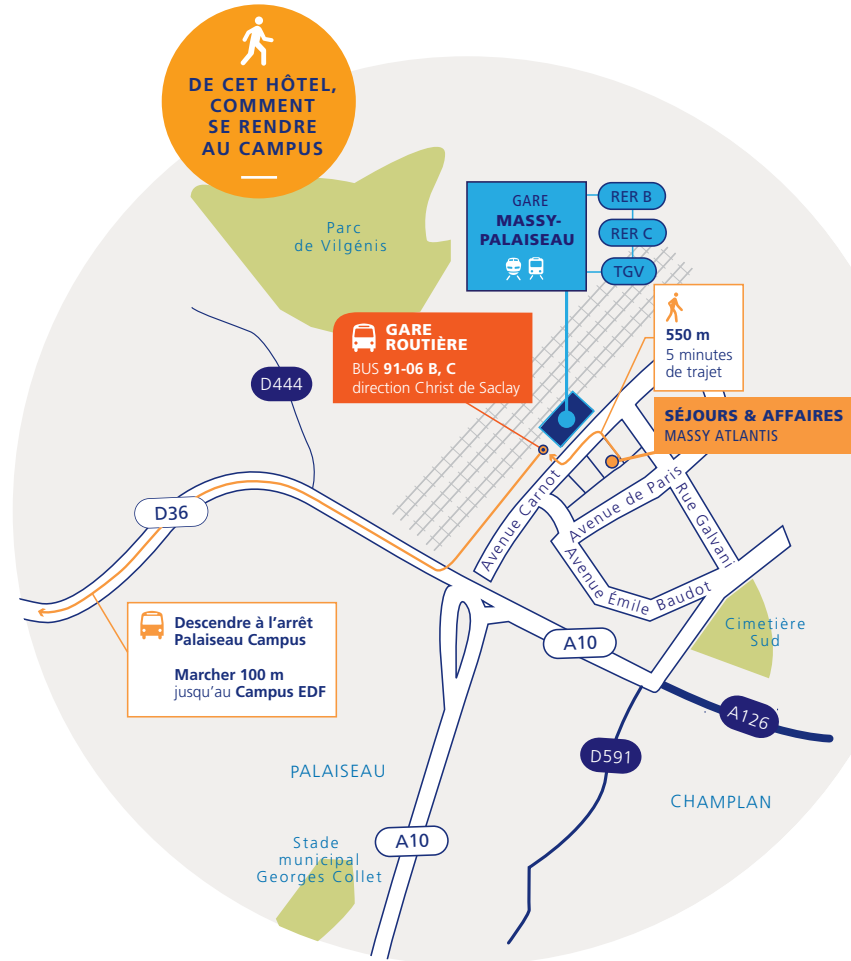 DE CET HÔTEL,
COMMENT
SE RENDRE
AU CAMPUS
Parc
de Vilgénis
GARE
MASSY-
PALAISEAU
RER B
RER C
TGV
550 m
5 minutes
de trajet
GARE
ROUTIÈRE
BUS 91-06 B, C
direction Christ de Saclay
D444
SÉJOURS & AFFAIRES
MASSY ATLANTIS
D36
Avenue Carnot
Avenue de Paris
Rue Galvani
Avenue Émile Baudot
Descendre à l'arrêt
Palaiseau Campus
Marcher 100 m
jusqu'au Campus EDF
Cimetière
Sud
A10
A126
D591
PALAISEAU
CHAMPLAN
A10
Stade
municipal
Georges Collet